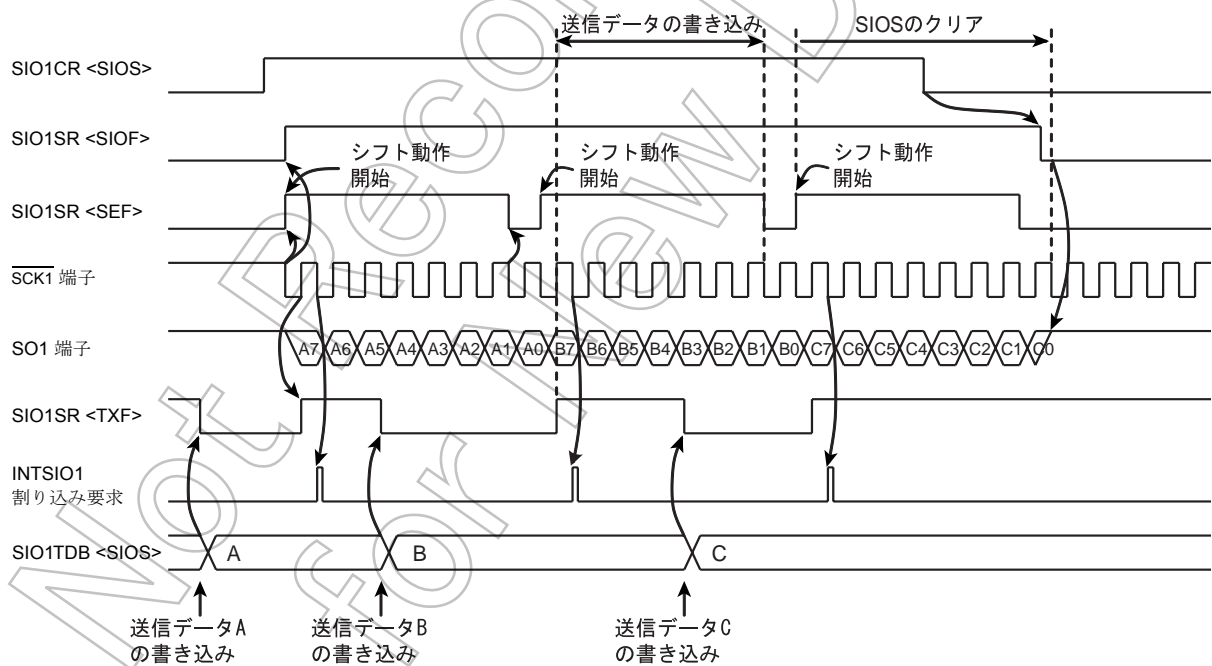 送信データの書き込み
SIOSのクリア
SIO1CR <SIOS>
SIO1SR <SIOF>
シフト動作
開始
シフト動作
開始
シフト動作
開始
SIO1SR <SEF>
SCK1 端子
SO1 端子
A7 A6 A5 A4 A3 A2 A1 A0 B7 B6 B5 B4 B3 B2 B1 B0 C7 C6 C5 C4 C3 C2 C1 C0
SIO1SR <TXF>
INTSIO1
割り込み要求
SIO1TDB <SIOS>
A
B
C
送信データA
の書き込み
送信データB
の書き込み
送信データC
の書き込み